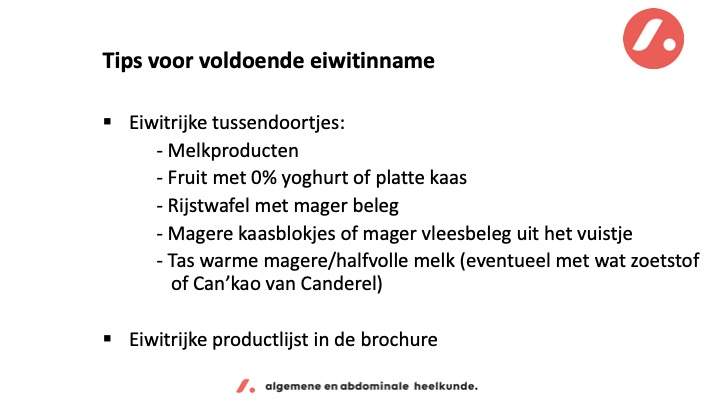 Tips voor voldoende eiwitinname
▪ Eiwitrijke tussendoortjes:
- Melkproducten
- Fruit met 0% yoghurt of platte kaas
- Rijstwafel met mager beleg
- Magere kaasblokjes of mager vleesbeleg uit het vuistje
- Tas warme magere/halfvolle melk (eventueel met wat zoetstof
of Can’kao van Canderel)
▪ Eiwitrijke productlijst in de brochure
algemene en abdominale heelkunde.